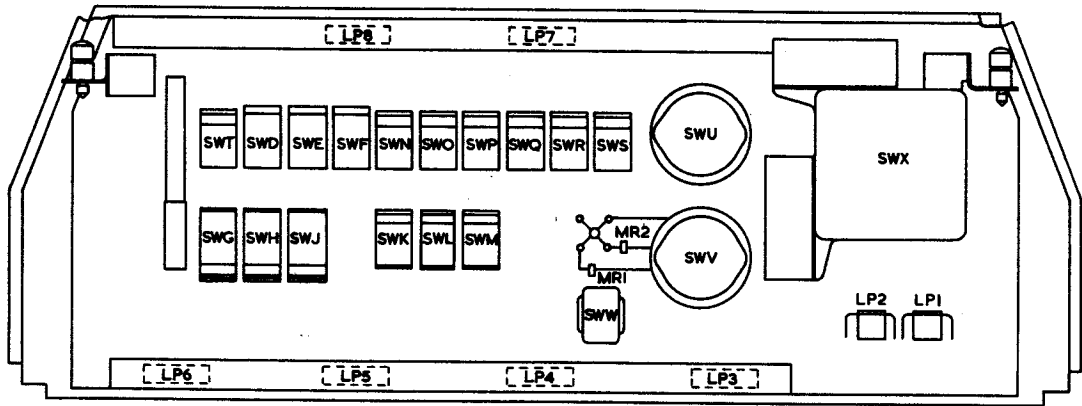 LP8 LP7
SWT SWD SWE SWF SWN SWO SWP SWQ SWR SWS SWU SWX
SWG SWH SWJ SWK SWL SWM MR2 SWV
MR1
SWW LP2 LP1
LP6 LP5 LP4 LP3